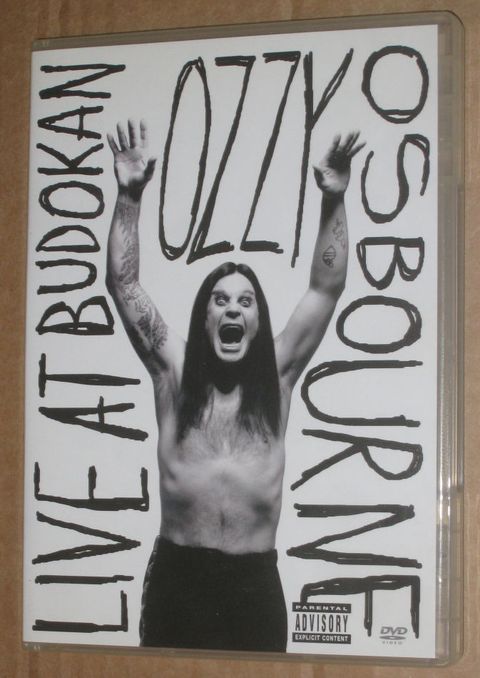 OZZY
OSBOURNE
LIVE AT BUDOKAN
PARENTAL
ADVISORY
EXPLICIT CONTENT
DVD
VIDEO